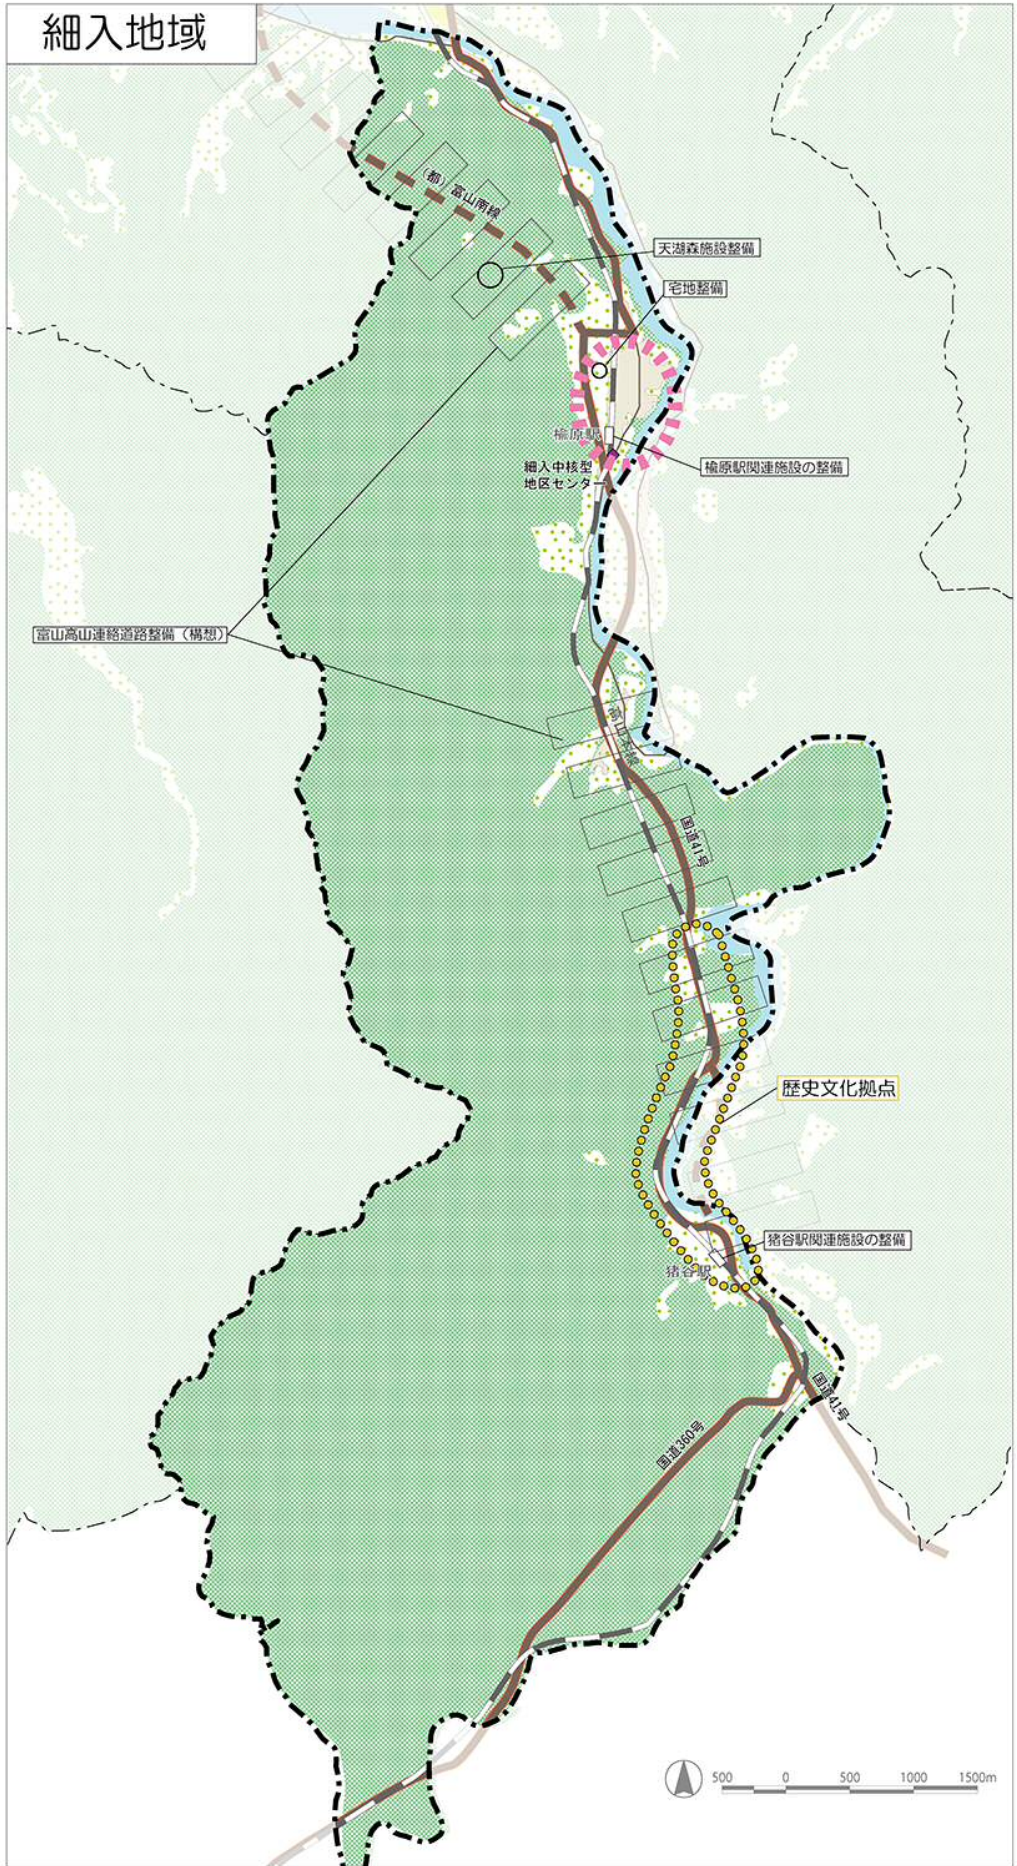 細入地域
(都)富山南線
天湖森施設整備
宅地整備
楡原駅
楡原駅関連施設の整備
細入中核型
地区センター
富山高山連絡道路整備（構想）
高山本線
国道41号
歴史文化拠点
猪谷駅関連施設の整備
猪谷駅
国道41号
国道360号
500 0 500 1000 1500m